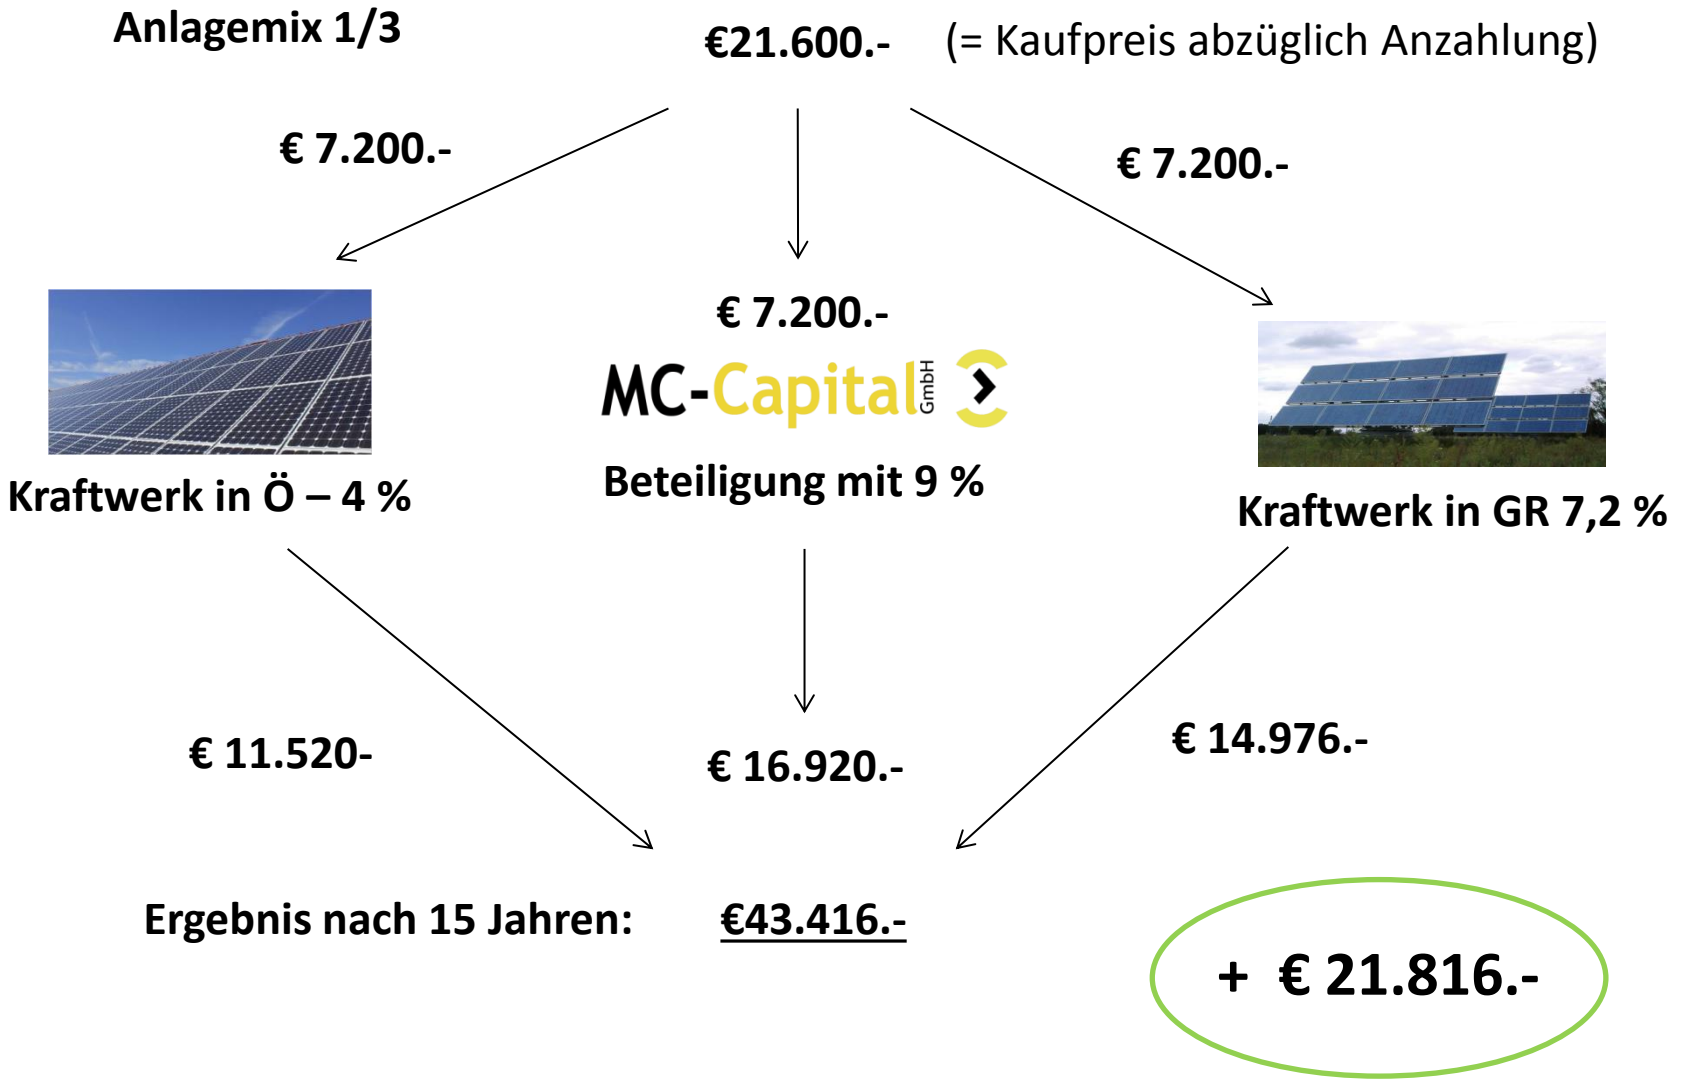 Anlagemix 1/3
€21.600.- (= Kaufpreis abzüglich Anzahlung)
€ 7.200.-
€ 7.200.-
€ 7.200.-
MC-Capital GmbH
Kraftwerk in Ö – 4 %
Beteiligung mit 9 %
Kraftwerk in GR 7,2 %
€ 11.520-
€ 16.920.-
€ 14.976.-
Ergebnis nach 15 Jahren: €43.416.-
+ € 21.816.-